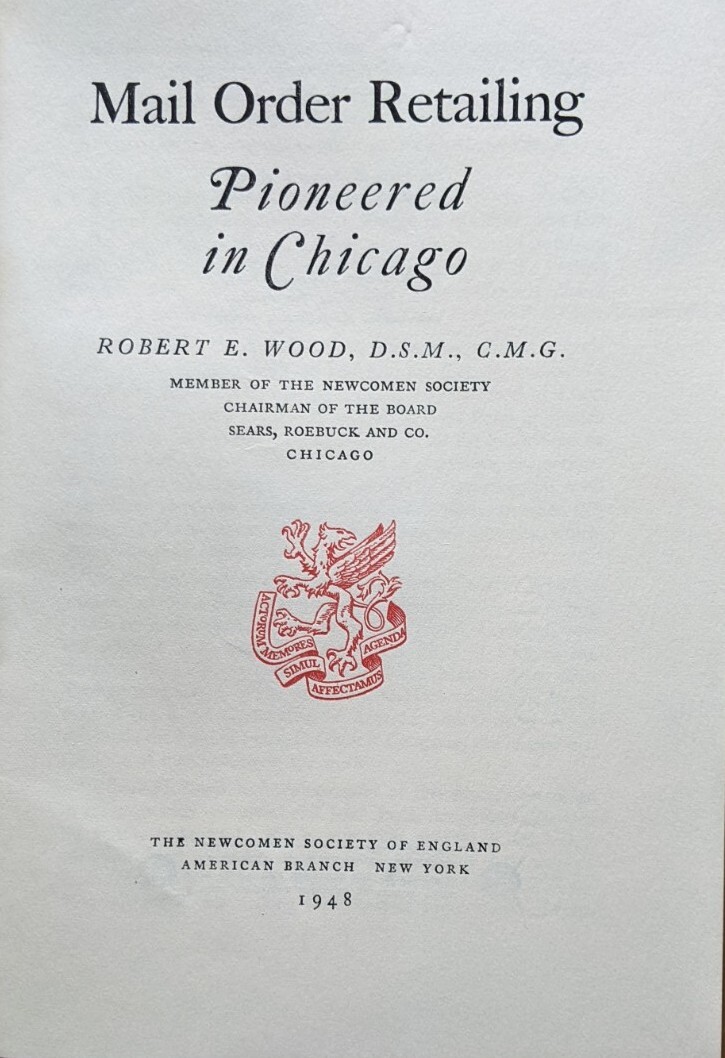 Mail Order Retailing
Pioneered
in Chicago
ROBERT E. WOOD, D.S.M., C.M.G.
MEMBER OF THE NEWCOMEN SOCIETY
CHAIRMAN OF THE BOARD
SEARS, ROEBUCK AND CO.
CHICAGO
ACTORUM
MEMORES
SIMUL
AFFECTAMUS
AGENDA
THE NEWCOMEN SOCIETY OF ENGLAND
AMERICAN BRANCH NEW YORK
1948